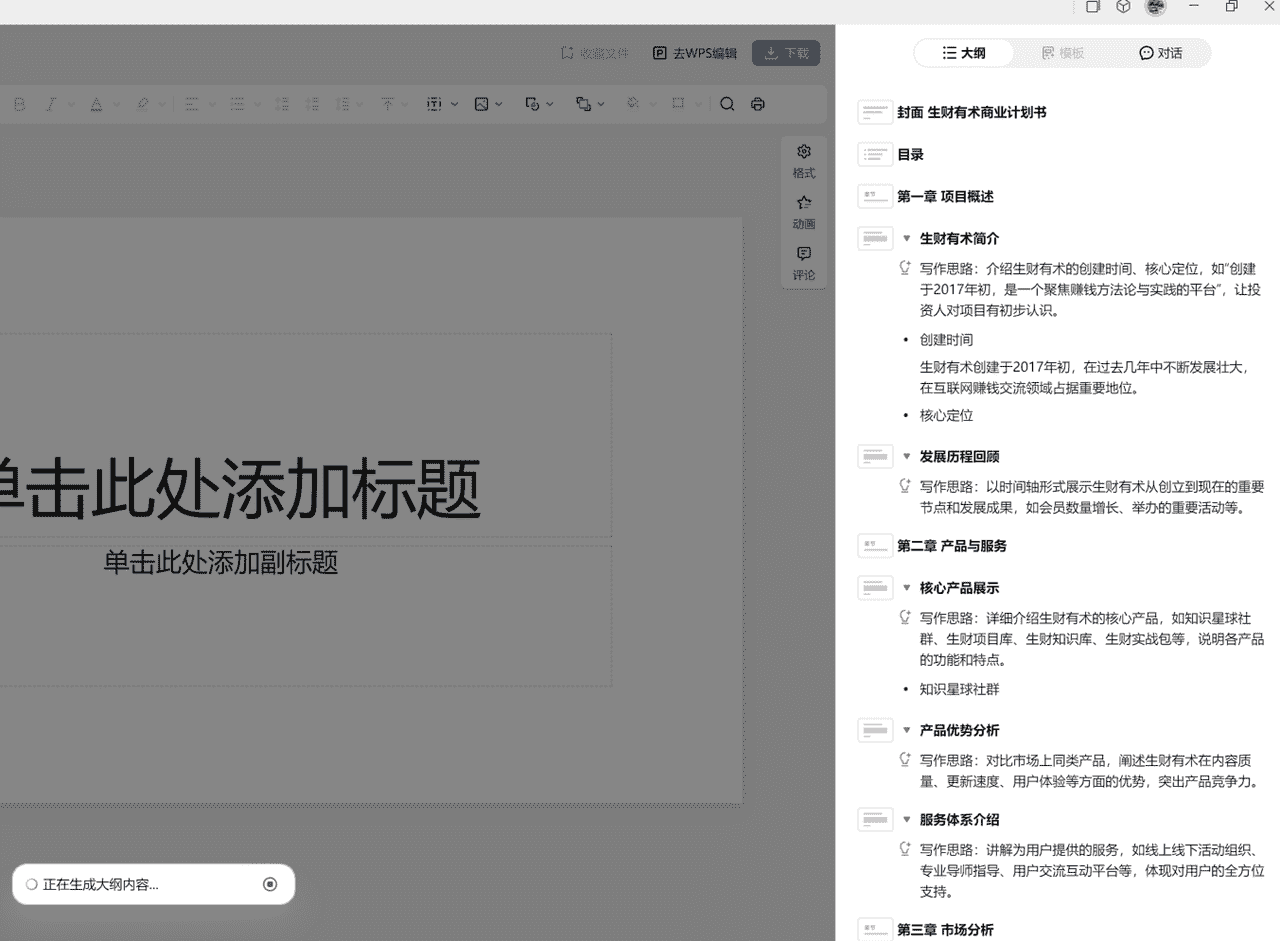 收藏文件
去WPS编辑
下载
大纲
模板
对话
格式
动画
评论
单击此处添加标题
单击此处添加副标题
正在生成大纲内容...
封面 生财有术商业计划书
目录
第一章 项目概述
生财有术简介
写作思路：介绍生财有术的创建时间、核心定位，如“创建
于2017年初，是一个聚焦赚钱方法论与实践的平台”，让投
资人对项目有初步认识。
• 创建时间
生财有术创建于2017年初，在过去几年中不断发展壮大，
在互联网赚钱交流领域占据重要地位。
• 核心定位
发展历程回顾
写作思路：以时间轴形式展示生财有术从创立到现在的重要
节点和发展成果，如会员数量增长、举办的重要活动等。
第二章 产品与服务
核心产品展示
写作思路：详细介绍生财有术的核心产品，如知识星球社
群、生财项目库、生财知识库、生财实战包等，说明各产品
的功能和特点。
• 知识星球社群
产品优势分析
写作思路：对比市场上同类产品，阐述生财有术在内容质
量、更新速度、用户体验等方面的优势，突出产品竞争力。
服务体系介绍
写作思路：讲解为用户提供的服务，如线上线下活动组织、
专业导师指导、用户交流互动平台等，体现对用户的全方位
支持。
第三章 市场分析